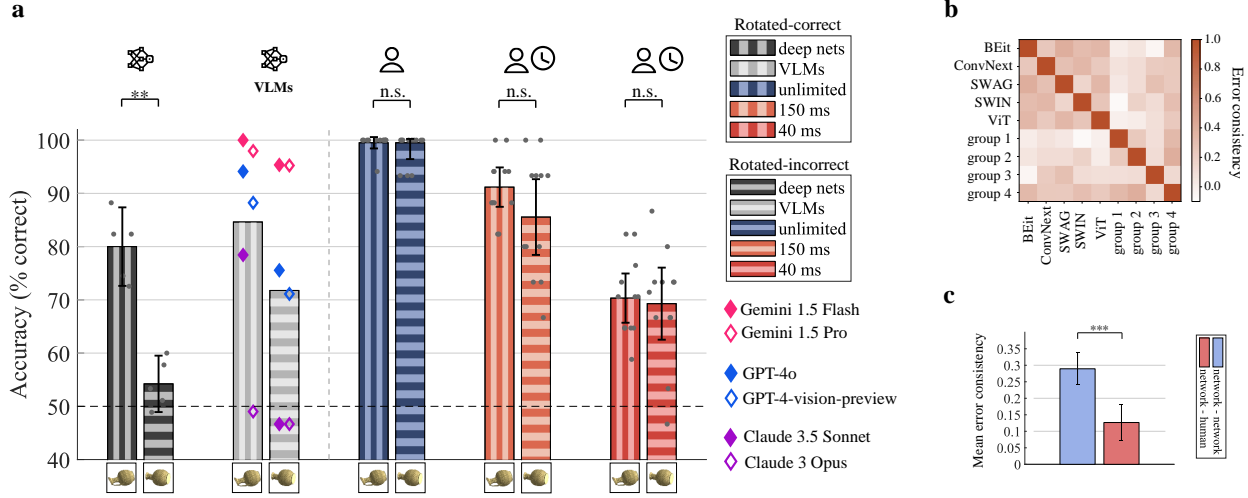 a
**
VLMs
n.s.
n.s.
n.s.
Accuracy (% correct)
100
90
80
70
60
50
40
Rotated-correct
deep nets
VLMs
unlimited
150 ms
40 ms
Rotated-incorrect
deep nets
VLMs
unlimited
150 ms
40 ms
Gemini 1.5 Flash
Gemini 1.5 Pro
GPT-4o
GPT-4-vision-preview
Claude 3.5 Sonnet
Claude 3 Opus
b
BEit
ConvNext
SWAG
SWIN
ViT
group 1
group 2
group 3
group 4
BEit
ConvNext
SWAG
SWIN
ViT
group 1
group 2
group 3
group 4
1.0
0.8
0.6
0.4
0.2
0.0
Error consistency
c
***
Mean error consistency
0.35
0.3
0.25
0.2
0.15
0.1
0.05
0
network - network
network - human